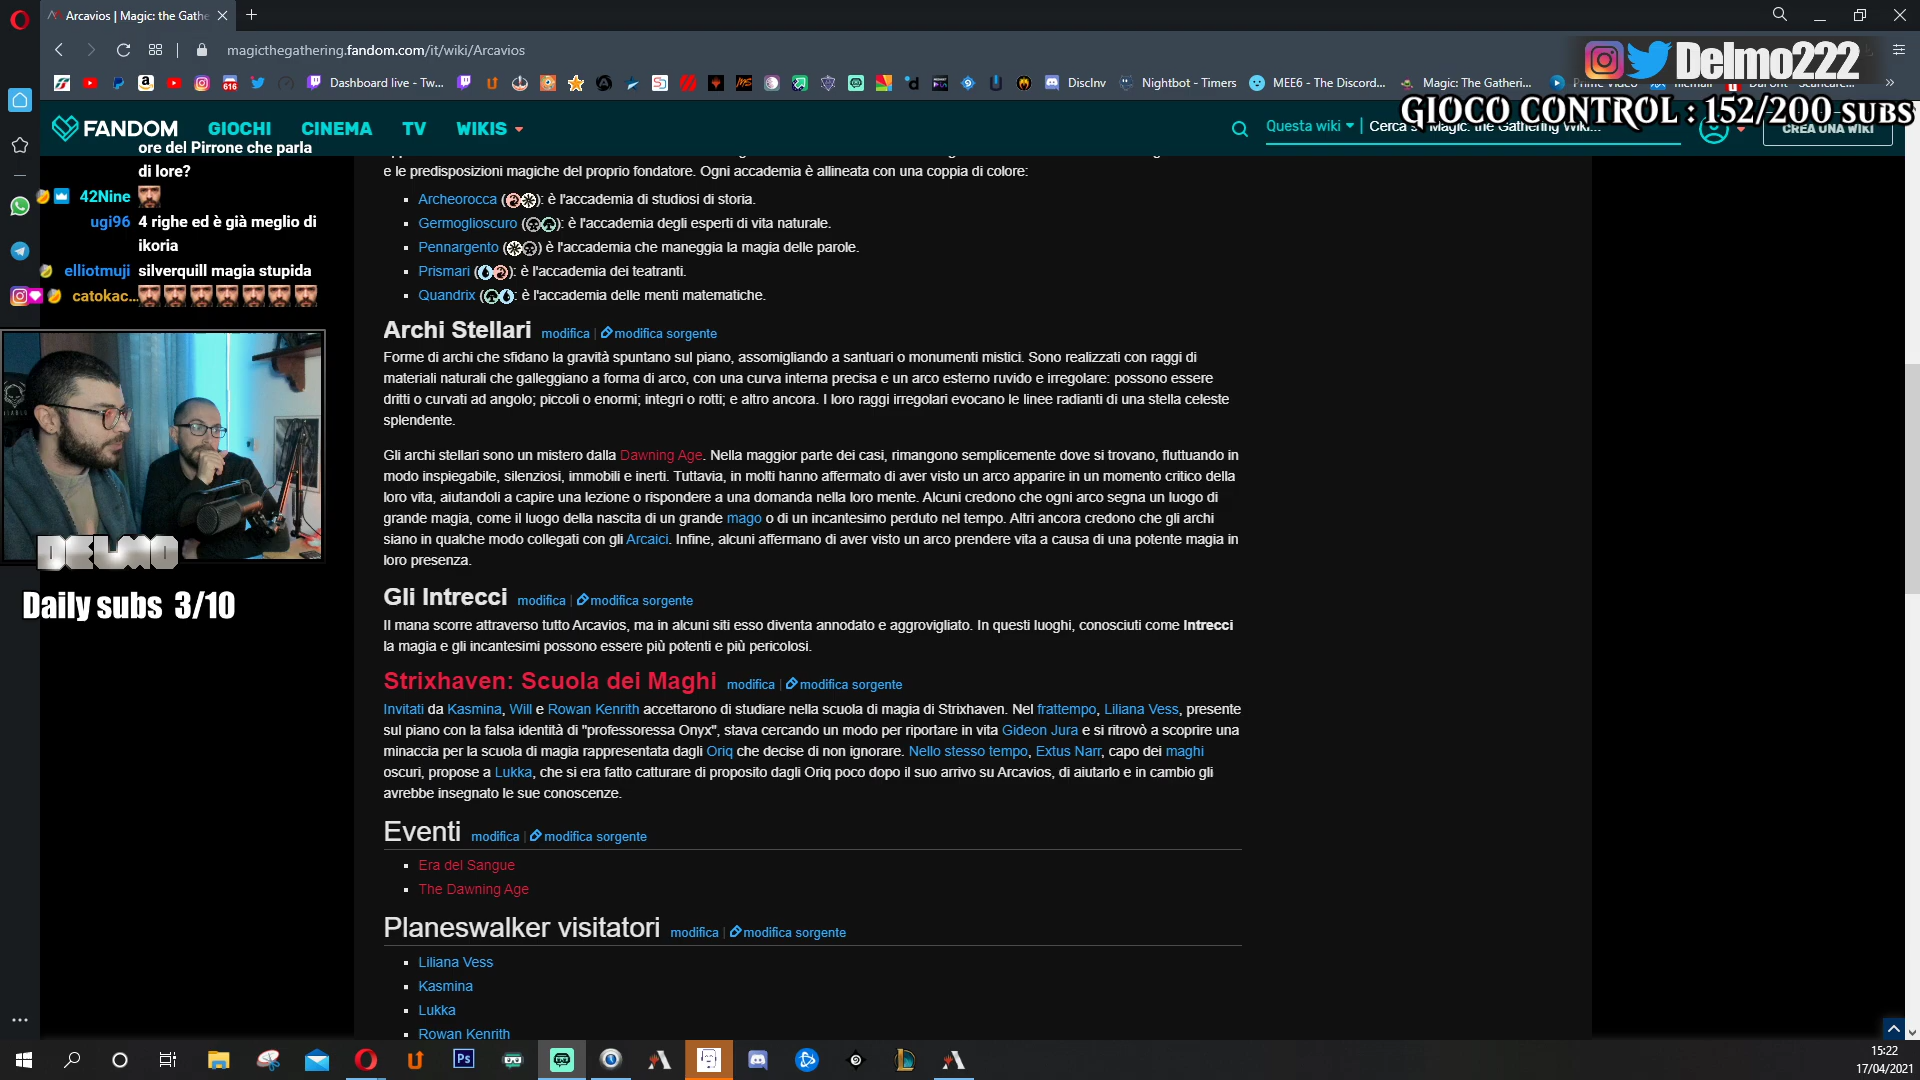 Arcavios | Magic: the Gathe
magicthegathering.fandom.com/it/wiki/Arcavios
Delmo222
616
Dashboard live - Tw...
DiscInv
Nightbot - Timers
MEE6 - The Discord...
Magic: The Gatheri...
Prime Video
GIOCO CONTROL : 152/200 SUBS
FANDOM
GIOCHI
CINEMA
TV
WIKIS
Questa wiki
Magic: the Gathering Wiki...
CREA UNA WIKI
ore del Pirrone che parla
di lore?
42Nine
ugi96 4 righe ed è già meglio di
ikoria
elliotmuji silverquill magia stupida
catokac...
DELMO
Daily subs 3/10
e le predisposizioni magiche del proprio fondatore. Ogni accademia è allineata con una coppia di colore:
Archeorocca ( ): è l'accademia di studiosi di storia.
Germoglioscuro ( ): è l'accademia degli esperti di vita naturale.
Pennargento ( ) è l'accademia che maneggia la magia delle parole.
Prismari ( ): è l'accademia dei teatranti.
Quandrix ( : è l'accademia delle menti matematiche.
Archi Stellari modifica | modifica sorgente
Forme di archi che sfidano la gravità spuntano sul piano, assomigliando a santuari o monumenti mistici. Sono realizzati con raggi di
materiali naturali che galleggiano a forma di arco, con una curva interna precisa e un arco esterno ruvido e irregolare: possono essere
dritti o curvati ad angolo; piccoli o enormi; integri o rotti; e altro ancora. I loro raggi irregolari evocano le linee radianti di una stella celeste
splendente.
Gli archi stellari sono un mistero dalla Dawning Age. Nella maggior parte dei casi, rimangono semplicemente dove si trovano, fluttuando in
modo inspiegabile, silenziosi, immobili e inerti. Tuttavia, in molti hanno affermato di aver visto un arco apparire in un momento critico della
loro vita, aiutandoli a capire una lezione o rispondere a una domanda nella loro mente. Alcuni credono che ogni arco segna un luogo di
grande magia, come il luogo della nascita di un grande mago o di un incantesimo perduto nel tempo. Altri ancora credono che gli archi
siano in qualche modo collegati con gli Arcaici. Infine, alcuni affermano di aver visto un arco prendere vita a causa di una potente magia in
loro presenza.
Gli Intrecci modifica | modifica sorgente
Il mana scorre attraverso tutto Arcavios, ma in alcuni siti esso diventa annodato e aggrovigliato. In questi luoghi, conosciuti come Intrecci
la magia e gli incantesimi possono essere più potenti e più pericolosi.
Strixhaven: Scuola dei Maghi modifica | modifica sorgente
Invitati da Kasmina, Will e Rowan Kenrith accettarono di studiare nella scuola di magia di Strixhaven. Nel frattempo, Liliana Vess, presente
sul piano con la falsa identità di "professoressa Onyx", stava cercando un modo per riportare in vita Gideon Jura e si ritrovò a scoprire una
minaccia per la scuola di magia rappresentata dagli Oriq che decise di non ignorare. Nello stesso tempo, Extus Narr, capo dei maghi
oscuri, propose a Lukka, che si era fatto catturare di proposito dagli Oriq poco dopo il suo arrivo su Arcavios, di aiutarlo e in cambio gli
avrebbe insegnato le sue conoscenze.
Eventi modifica | modifica sorgente
Era del Sangue
The Dawning Age
Planeswalker visitatori modifica | modifica sorgente
Liliana Vess
Kasmina
Lukka
Rowan Kenrith
Ps
15:22
17/04/2021